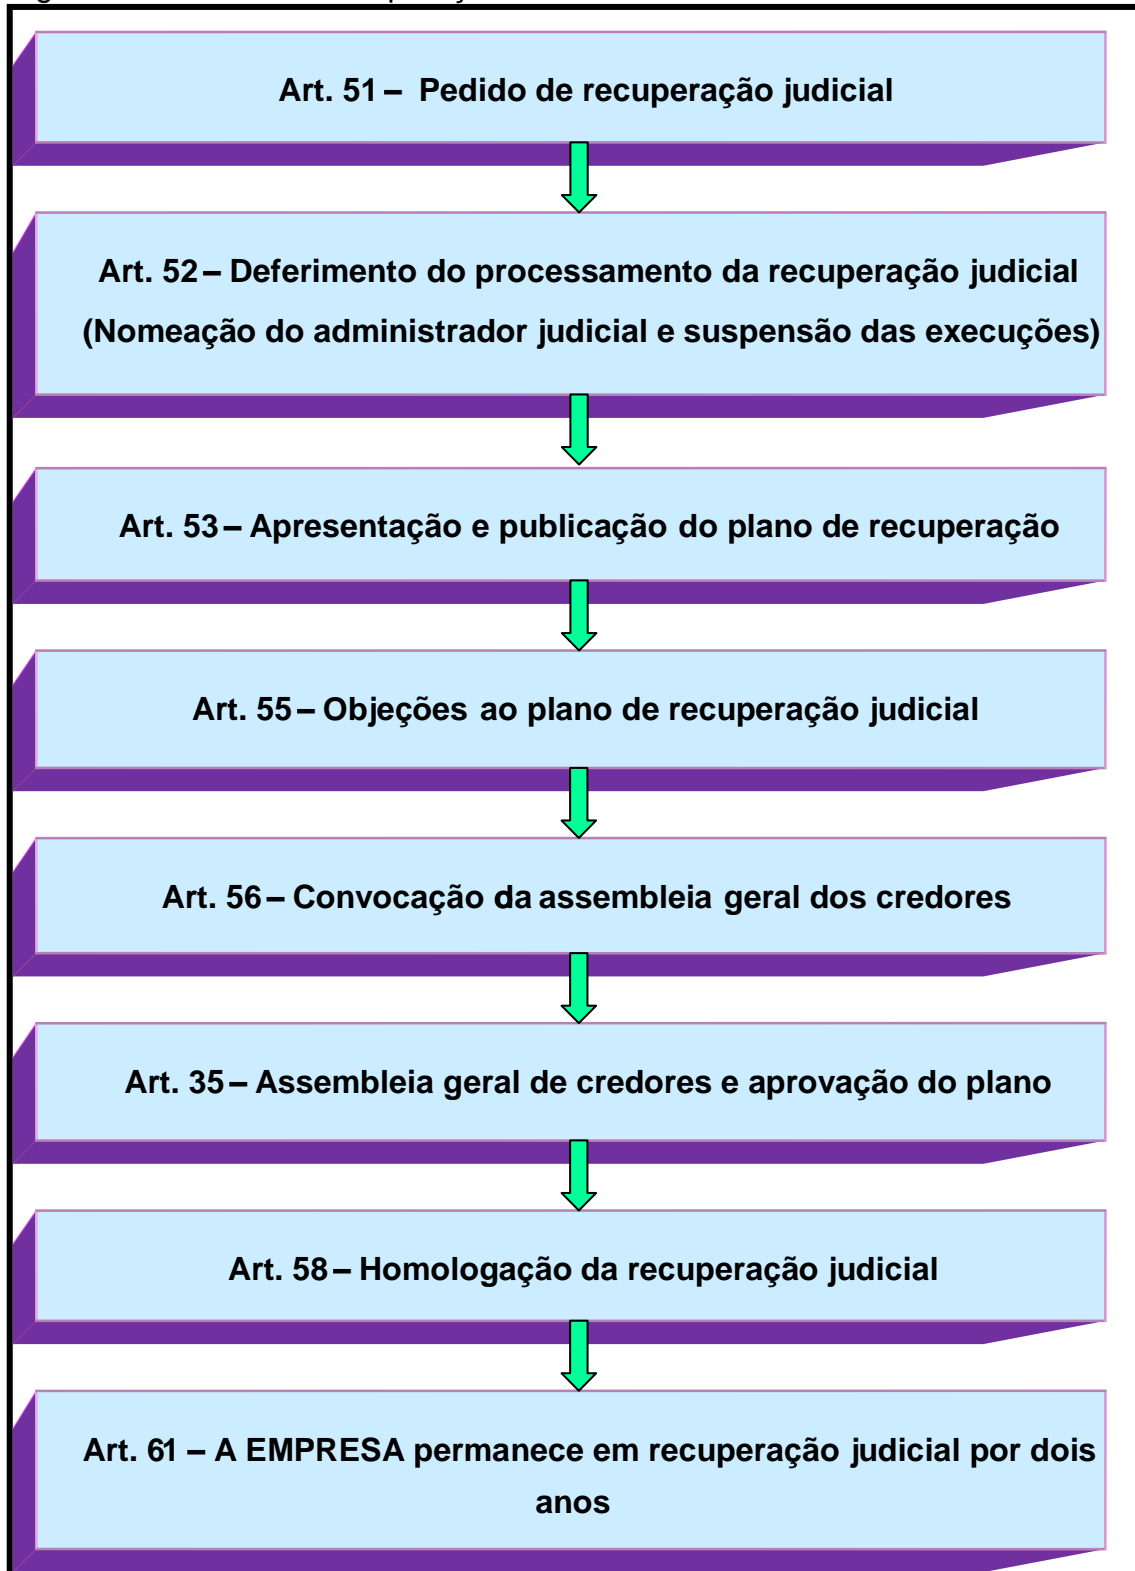 Art. 51 – Pedido de recuperação judicial
Art. 52 – Deferimento do processamento da recuperação judicial
(Nomeação do administrador judicial e suspensão das execuções)
Art. 53 – Apresentação e publicação do plano de recuperação
Art. 55 – Objeções ao plano de recuperação judicial
Art. 56 – Convocação da assembleia geral dos credores
Art. 35 – Assembleia geral de credores e aprovação do plano
Art. 58 – Homologação da recuperação judicial
Art. 61 – A EMPRESA permanece em recuperação judicial por dois
anos